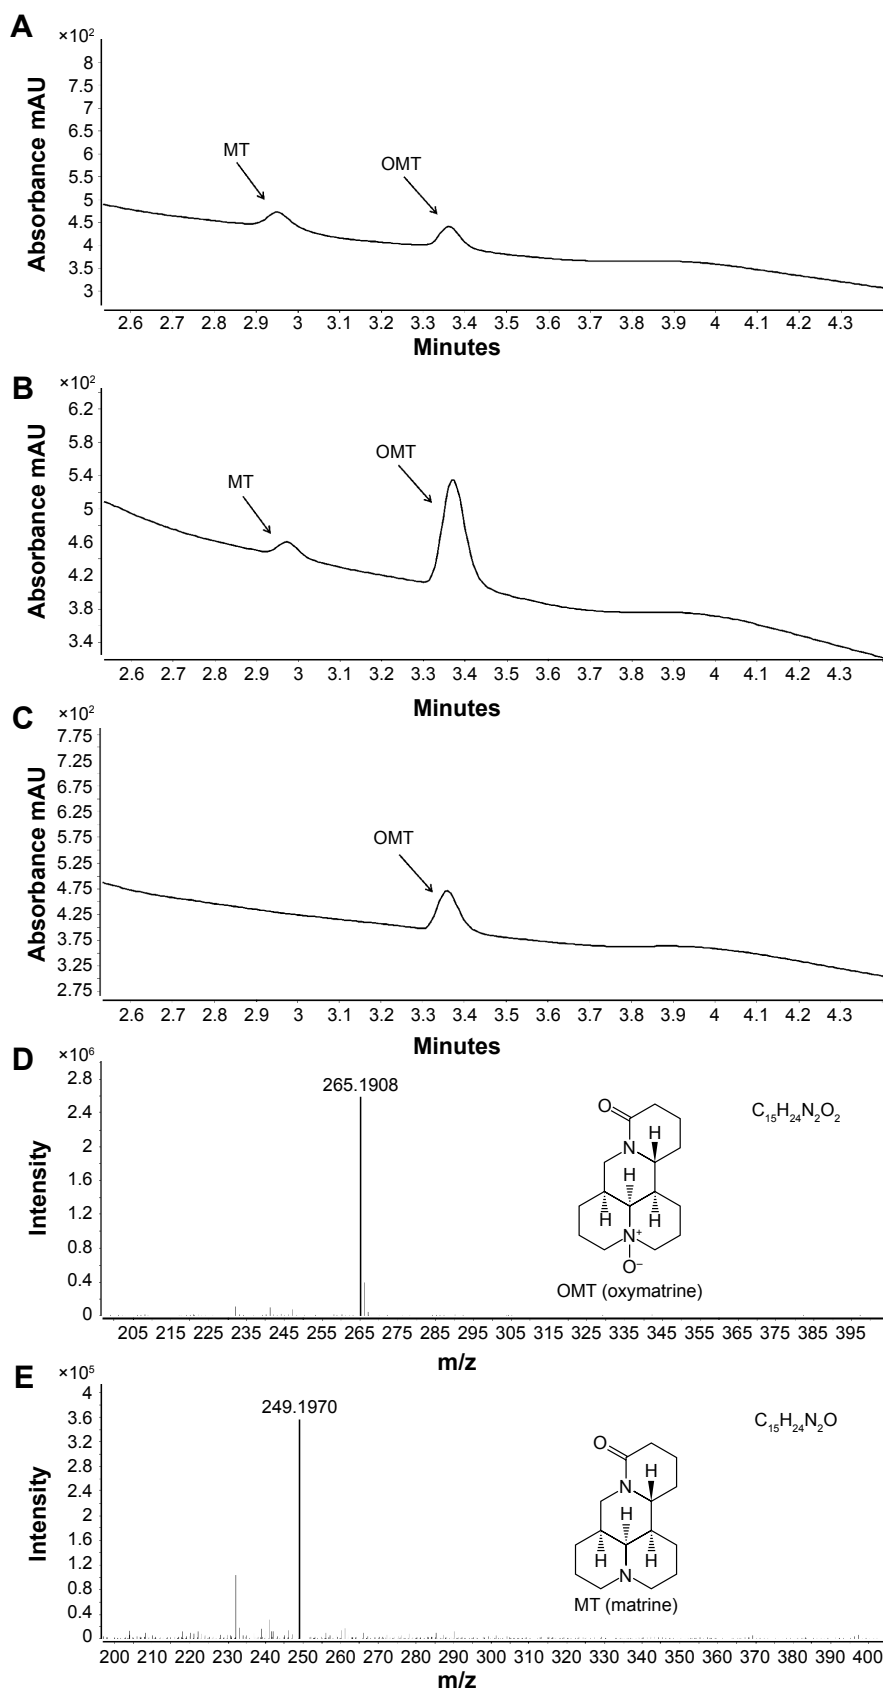 A
×10²
8
7.5
7
6.5
6
5.5
5
4.5
4
3.5
3
Absorbance mAU
MT
OMT
2.6 2.7 2.8 2.9 3 3.1 3.2 3.3 3.4 3.5 3.6 3.7 3.8 3.9 4 4.1 4.2 4.3
Minutes
B
×10²
6.2
5.8
5.4
5
4.6
4.2
3.8
3.4
Absorbance mAU
MT
OMT
2.6 2.7 2.8 2.9 3 3.1 3.2 3.3 3.4 3.5 3.6 3.7 3.8 3.9 4 4.1 4.2 4.3
Minutes
C
×10²
7.75
7.25
6.75
6.25
5.75
5.25
4.75
4.25
3.75
3.25
2.75
Absorbance mAU
OMT
2.6 2.7 2.8 2.9 3 3.1 3.2 3.3 3.4 3.5 3.6 3.7 3.8 3.9 4 4.1 4.2 4.3
Minutes
D
×10⁶
2.8
2.4
2
1.6
1.2
0.8
0.4
0
Intensity
265.1908
C₁₅H₂₄N₂O₂
O
H
N
H
H
H
N⁺
O⁻
OMT (oxymatrine)
205 215 225 235 245 255 265 275 285 295 305 315 325 335 345 355 365 375 385 395
m/z
E
×10⁵
4
3.6
3.2
2.8
2.4
2
1.6
1.2
0.8
0.4
0
Intensity
249.1970
C₁₅H₂₄N₂O
O
H
N
H
H
H
N
MT (matrine)
200 210 220 230 240 250 260 270 280 290 300 310 320 330 340 350 360 370 380 390 400
m/z